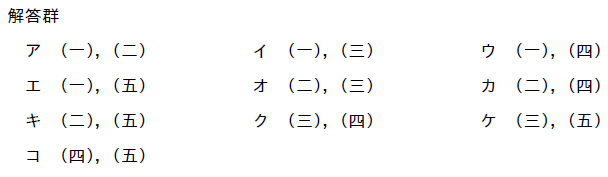 解答群
ア （一），（二） イ （一），（三） ウ （一），（四）
エ （一），（五） オ （二），（三） カ （二），（四）
キ （二），（五） ク （三），（四） ケ （三），（五）
コ （四），（五）